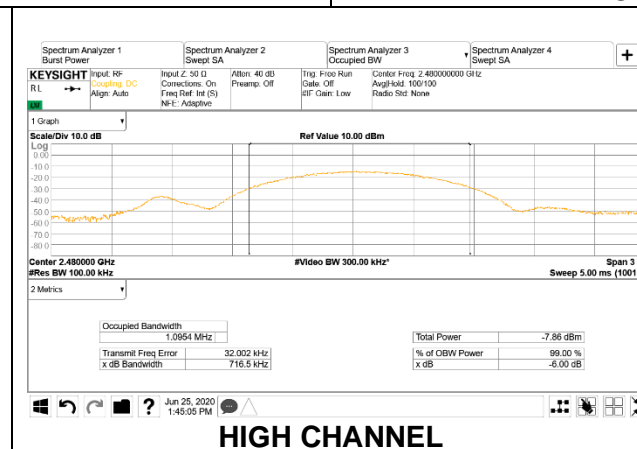 Spectrum Analyzer 1 Spectrum Analyzer 2 Spectrum Analyzer 3 Spectrum Analyzer 4
Burst Power Swept SA Occupied BW Swept SA
KEYSIGHT Input: RF Input Z: 50 Ω Atten: 40 dB Trig: Free Run Center Freq: 2.480000000 GHz
RL Coupling: DC Corrections: On Preamp: Off Gate: Off Avg|Hold: 100/100
Align: Auto Freq Ref: Int (S) #IF Gain: Low Radio Std: None
NFE: Adaptive
1 Graph
Scale/Div 10.0 dB Ref Value 10.00 dBm
Log
0.00
-10.0
-20.0
-30.0
-40.0
-50.0
-60.0
-70.0
-80.0
Center 2.480000 GHz #Video BW 300.00 kHz* Span 3
#Res BW 100.00 kHz Sweep 5.00 ms (1001
2 Metrics
Occupied Bandwidth
1.0954 MHz Total Power -7.86 dBm
Transmit Freq Error 32.002 kHz % of OBW Power 99.00 %
x dB Bandwidth 716.5 kHz x dB -6.00 dB
Jun 25, 2020
1:45:05 PM
HIGH CHANNEL